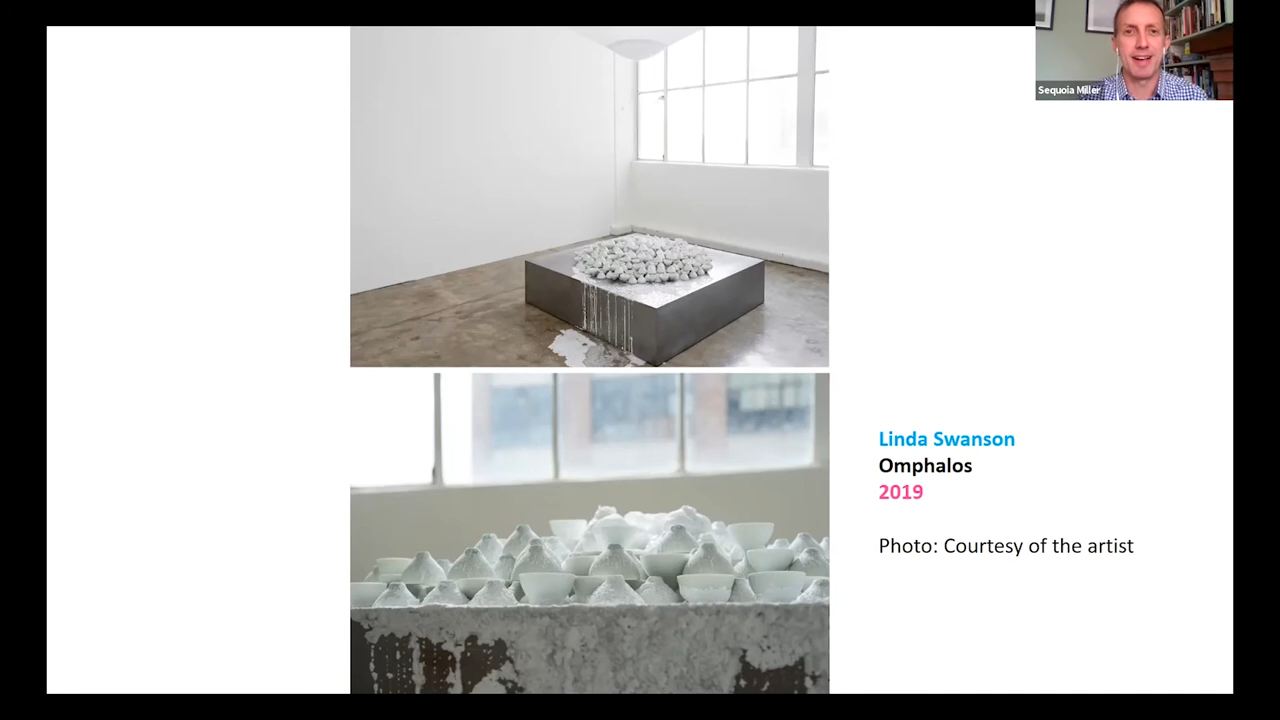 Sequoia Miller
Linda Swanson
Omphalos
2019
Photo: Courtesy of the artist